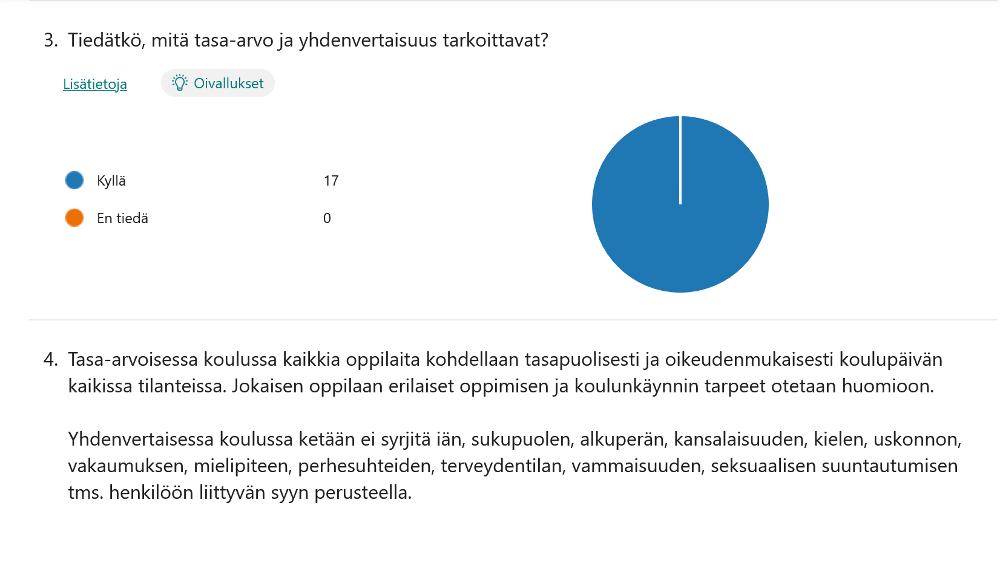 3. Tiedätkö, mitä tasa-arvo ja yhdenvertaisuus tarkoittavat?
Lisätietoja
Oivallukset
Kyllä 17
En tiedä 0
4. Tasa-arvoisessa koulussa kaikkia oppilaita kohdellaan tasapuolisesti ja oikeudenmukaisesti koulupäivän
kaikissa tilanteissa. Jokaisen oppilaan erilaiset oppimisen ja koulunkäynnin tarpeet otetaan huomioon.
Yhdenvertaisessa koulussa ketään ei syrjitä iän, sukupuolen, alkuperän, kansalaisuuden, kielen, uskonnon,
vakaumuksen, mielipiteen, perhesuhteiden, terveydentilan, vammaisuuden, seksuaalisen suuntautumisen
tms. henkilöön liittyvän syyn perusteella.